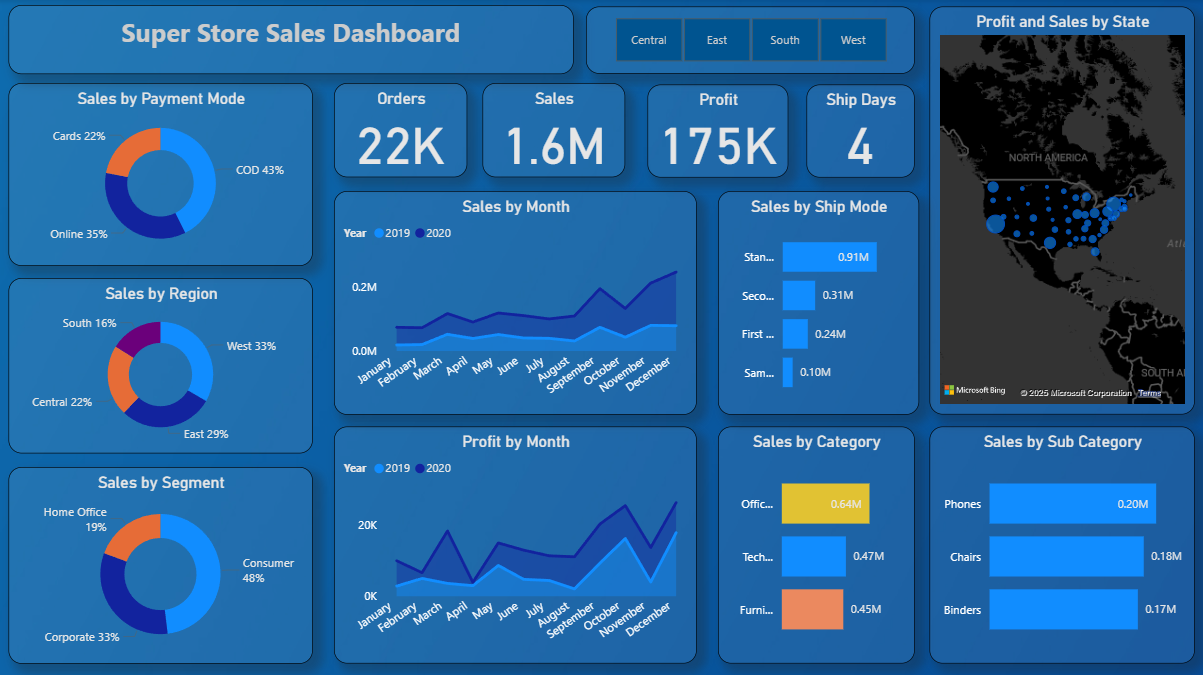 Super Store Sales Dashboard
Central
East
South
West
Profit and Sales by State
NORTH AMERICA
SOUTH A
Microsoft Bing
© 2025 Microsoft Corporation
Terms
Sales by Payment Mode
Cards 22%
COD 43%
Online 35%
Orders
22K
Sales
1.6M
Profit
175K
Ship Days
4
Sales by Month
Year 2019 2020
0.2M
0.0M
January
February
March
April
May
June
July
August
September
October
November
December
Sales by Ship Mode
Stan... 0.91M
Seco... 0.31M
First ... 0.24M
Sam... 0.10M
Sales by Region
South 16%
West 33%
Central 22%
East 29%
Sales by Segment
Home Office
19%
Consumer
48%
Corporate 33%
Profit by Month
Year 2019 2020
20K
0K
January
February
March
April
May
June
July
August
September
October
November
December
Sales by Category
Offic... 0.64M
Tech... 0.47M
Furni... 0.45M
Sales by Sub Category
Phones 0.20M
Chairs 0.18M
Binders 0.17M